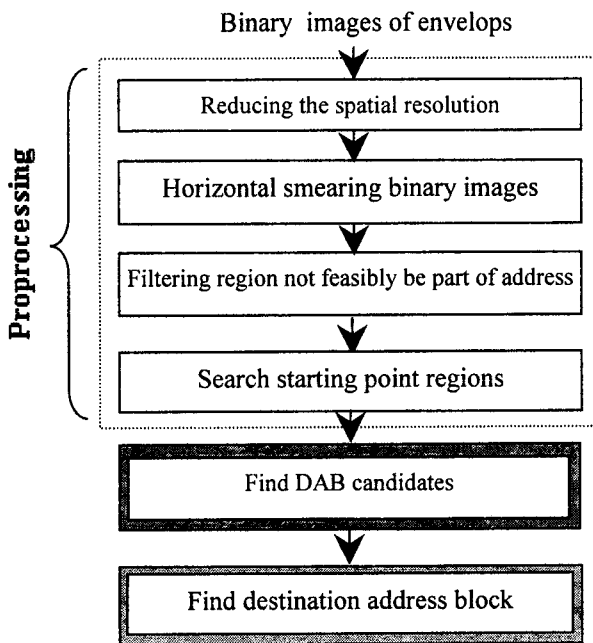 Binary images of envelops
Proprocessing
Reducing the spatial resolution
Horizontal smearing binary images
Filtering region not feasibly be part of address
Search starting point regions
Find DAB candidates
Find destination address block